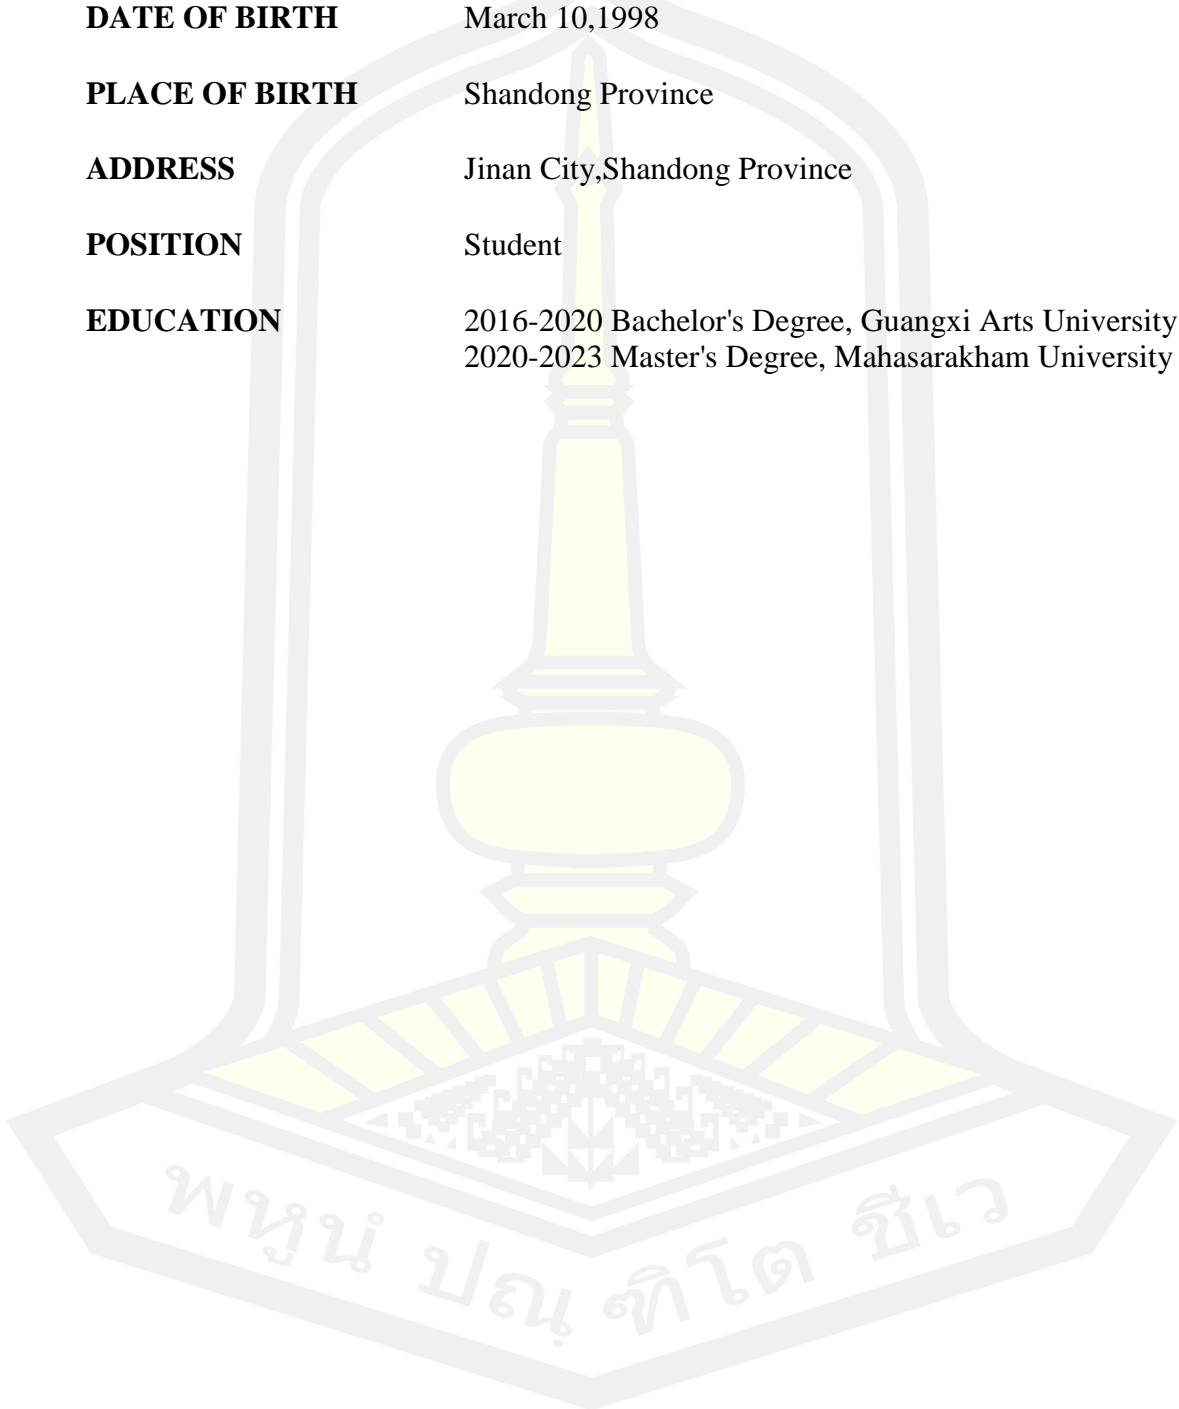 DATE OF BIRTH March 10,1998
PLACE OF BIRTH Shandong Province
ADDRESS Jinan City,Shandong Province
POSITION Student
EDUCATION 2016-2020 Bachelor's Degree, Guangxi Arts University
2020-2023 Master's Degree, Mahasarakham University
พหูนํ ปณฺฑิโต ชีเว